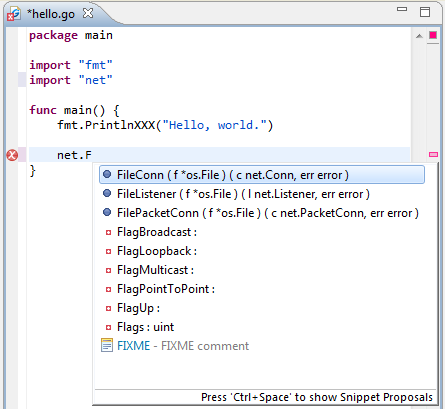 *hello.go
package main
import "fmt"
import "net"
func main() {
fmt.PrintlnXXX("Hello, world.")
net.F
}
FileConn ( f *os.File ) ( c net.Conn, err error )
FileListener ( f *os.File ) ( l net.Listener, err error )
FilePacketConn ( f *os.File ) ( c net.PacketConn, err error )
FlagBroadcast :
FlagLoopback :
FlagMulticast :
FlagPointToPoint :
FlagUp :
Flags : uint
FIXME - FIXME comment
Press 'Ctrl+Space' to show Snippet Proposals